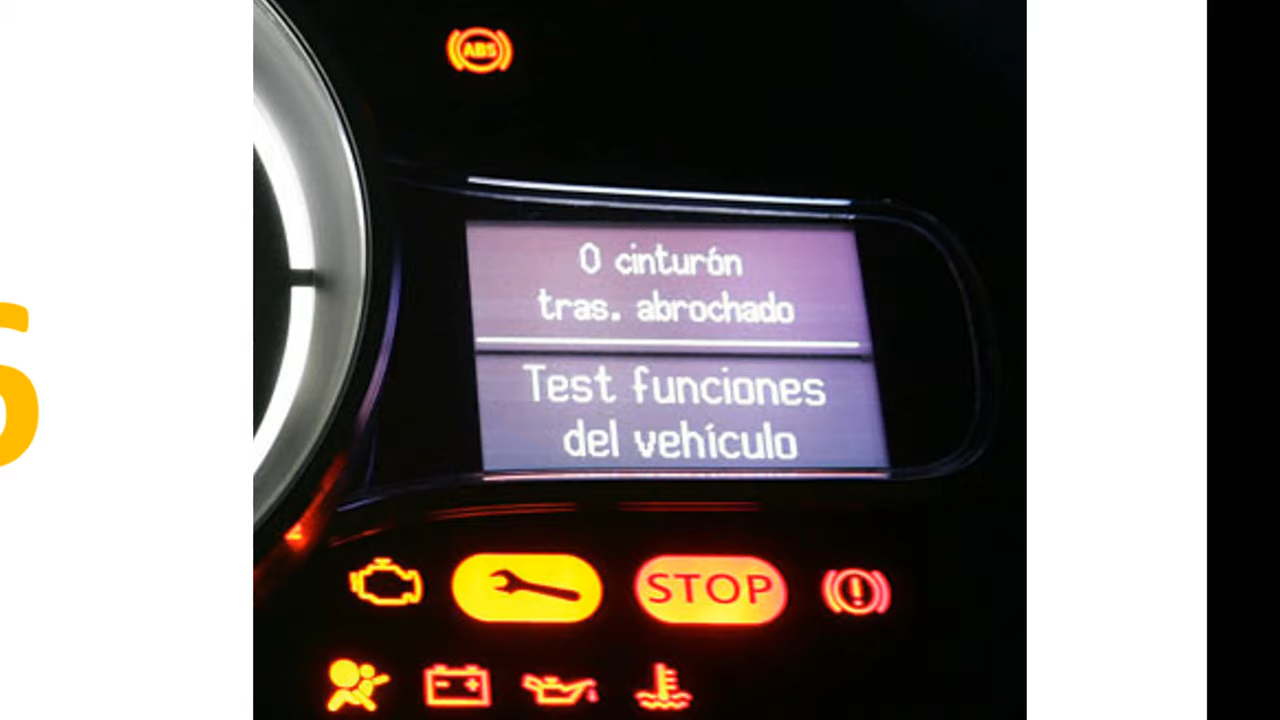 ABS
0 cinturón
tras. abrochado
Test funciones
del vehículo
STOP